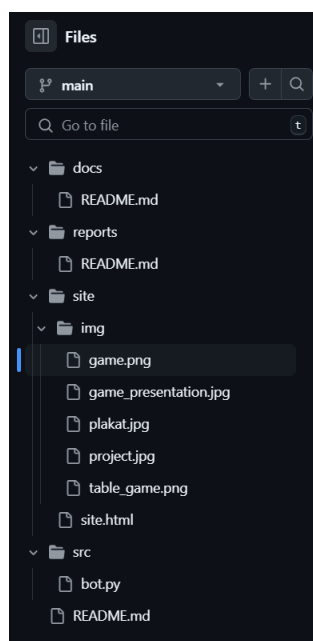 Files
main
Go to file
t
docs
README.md
reports
README.md
site
img
game.png
game_presentation.jpg
plakat.jpg
project.jpg
table_game.png
site.html
src
bot.py
README.md